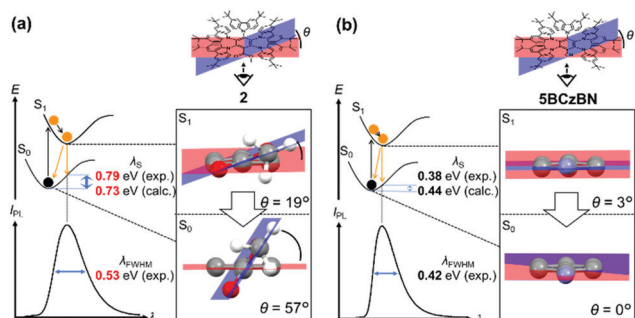 (a)
θ
2
E
S1
S0
λS
0.79 eV (exp.)
0.73 eV (calc.)
S1
θ = 19°
S0
θ = 57°
IPL
λFWHM
0.53 eV (exp.)
(b)
θ
5BCzBN
E
S1
S0
λS
0.38 eV (exp.)
0.44 eV (calc.)
S1
θ = 3°
S0
θ = 0°
IPL
λFWHM
0.42 eV (exp.)